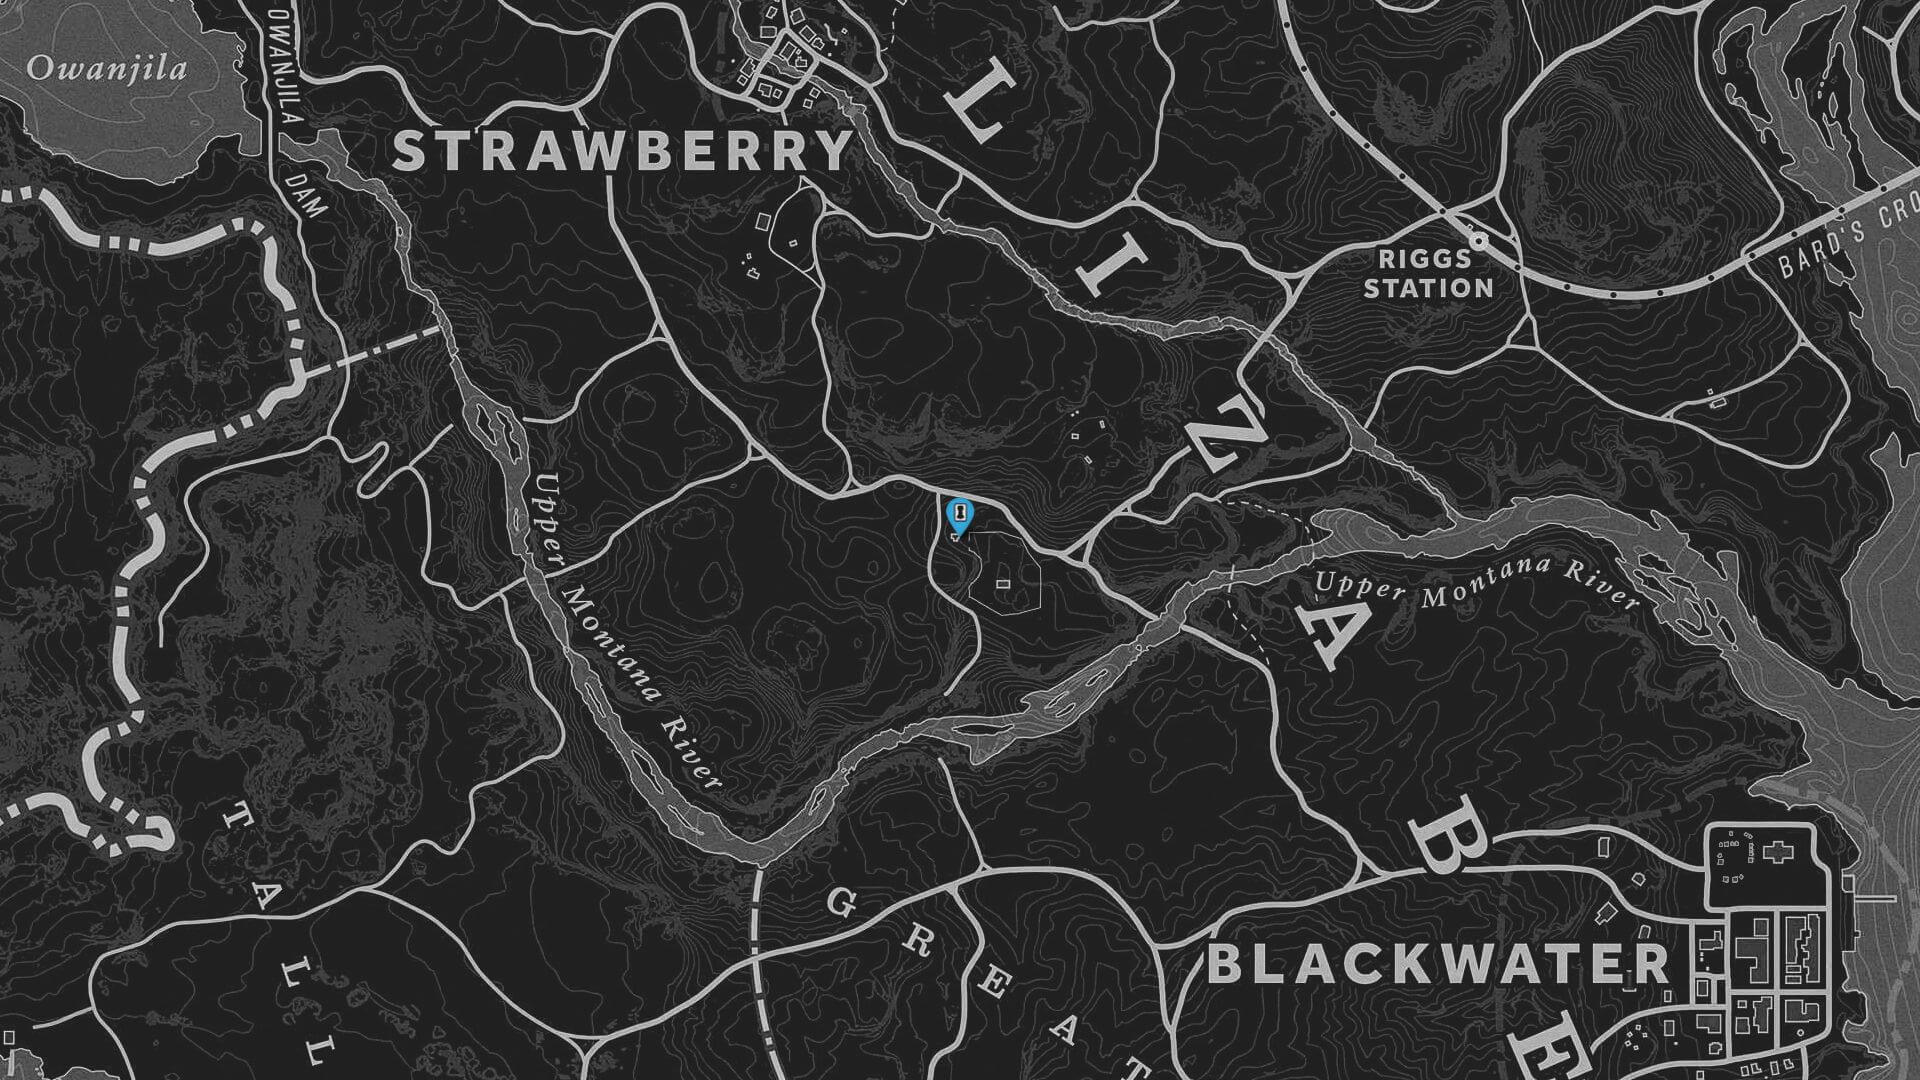 Owanjila
OWANJILA
DAM
STRAWBERRY
L
I
Z
A
RIGGS
STATION
BARD'S CRO
Upper
Montana
River
Upper Montana River
B
E
T
A
L
L
G
R
E
A
T
BLACKWATER